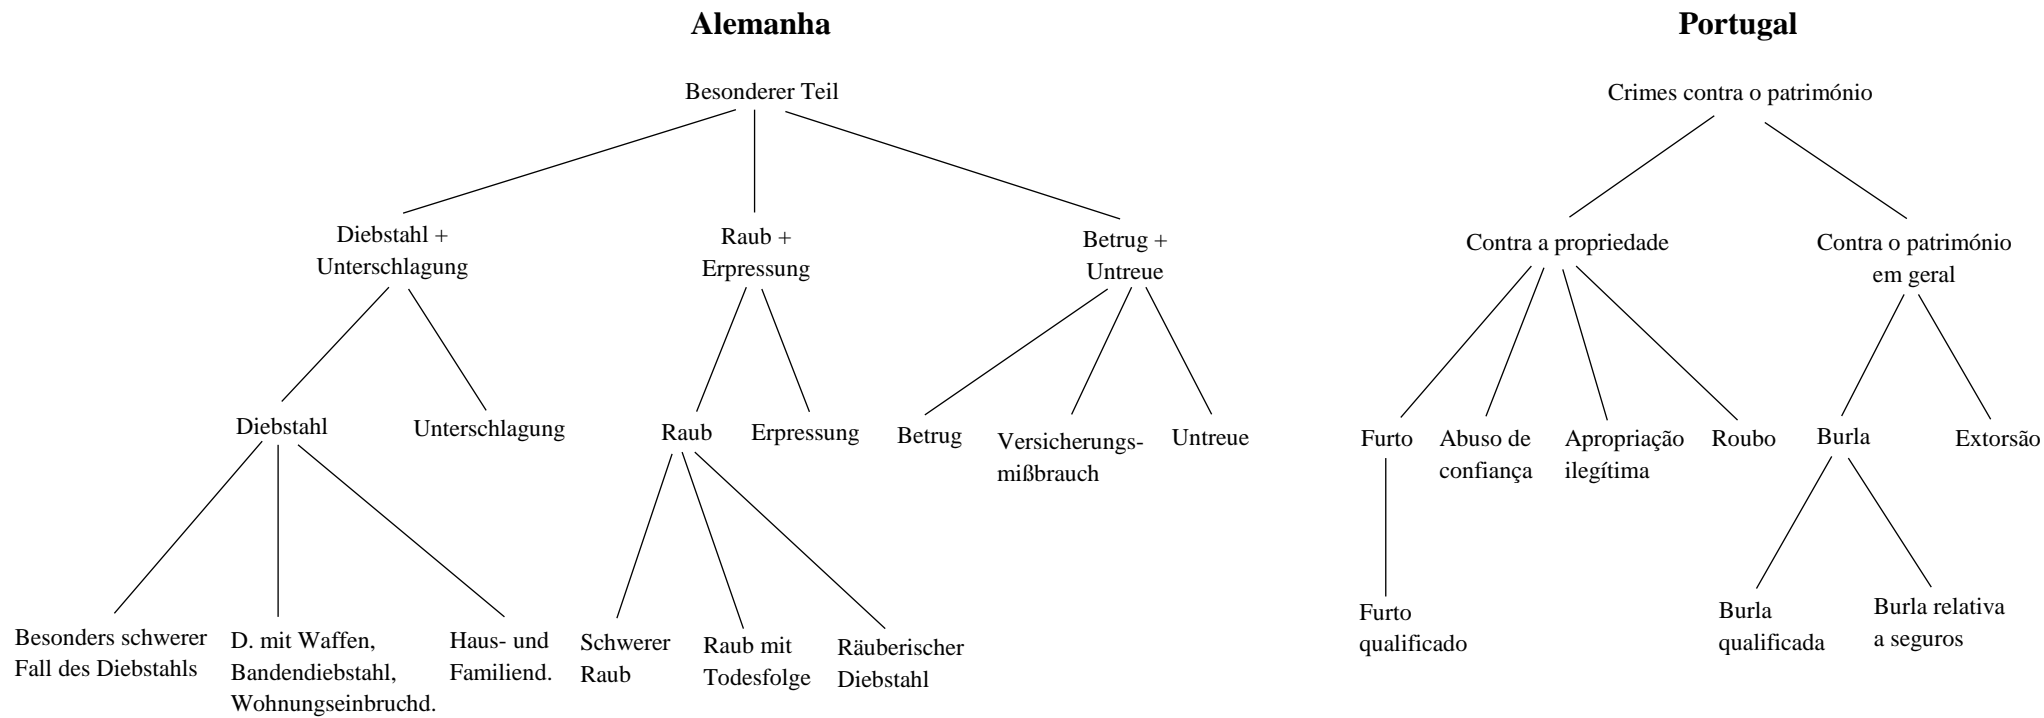 Alemanha
Besonderer Teil
Diebstahl +
Unterschlagung
Raub +
Erpressung
Betrug +
Untreue
Diebstahl
Unterschlagung
Raub
Erpressung
Betrug
Versicherungs-
mißbrauch
Untreue
Besonders schwerer
Fall des Diebstahls
D. mit Waffen,
Bandendiebstahl,
Wohnungseinbruchd.
Haus- und
Familiend.
Schwerer
Raub
Raub mit
Todesfolge
Räuberischer
Diebstahl
Portugal
Crimes contra o património
Contra a propriedade
Contra o património
em geral
Furto
Abuso de
confiança
Apropriação
ilegítima
Roubo
Burla
Extorsão
Furto
qualificado
Burla
qualificada
Burla relativa
a seguros